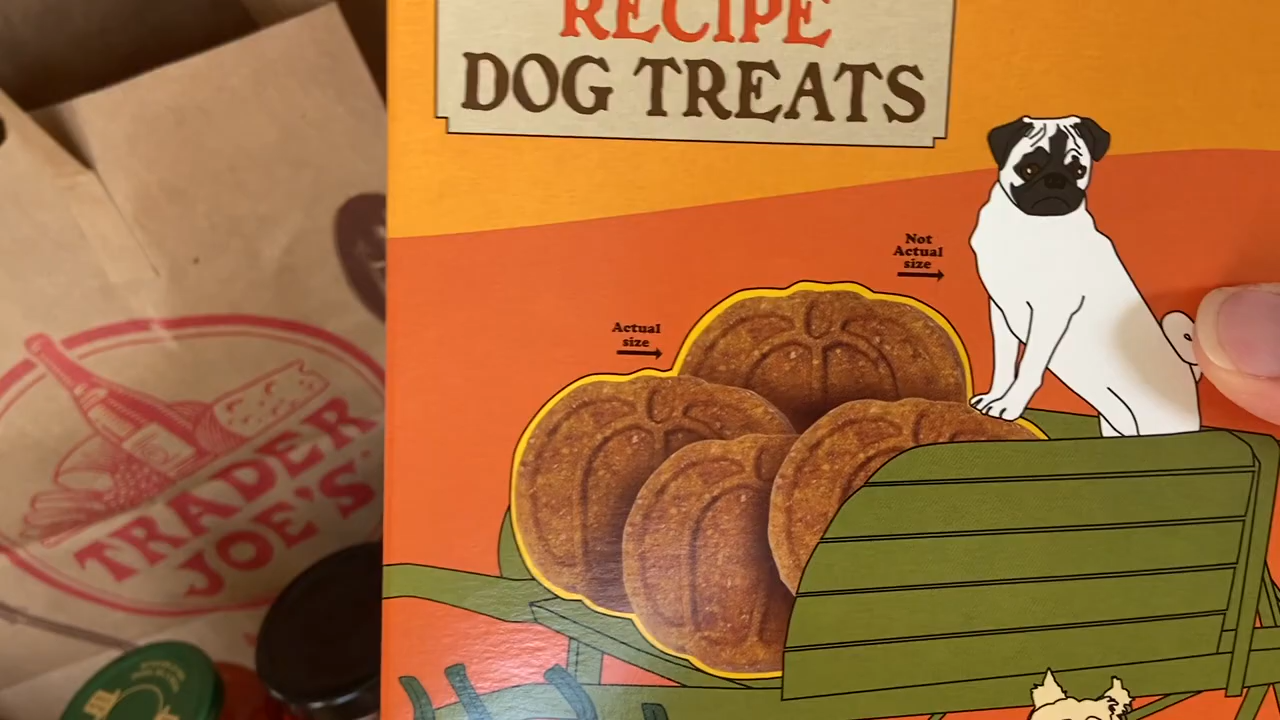 RECIPE
DOG TREATS
Not
Actual
size
Actual
size
TRADER
JOE'S